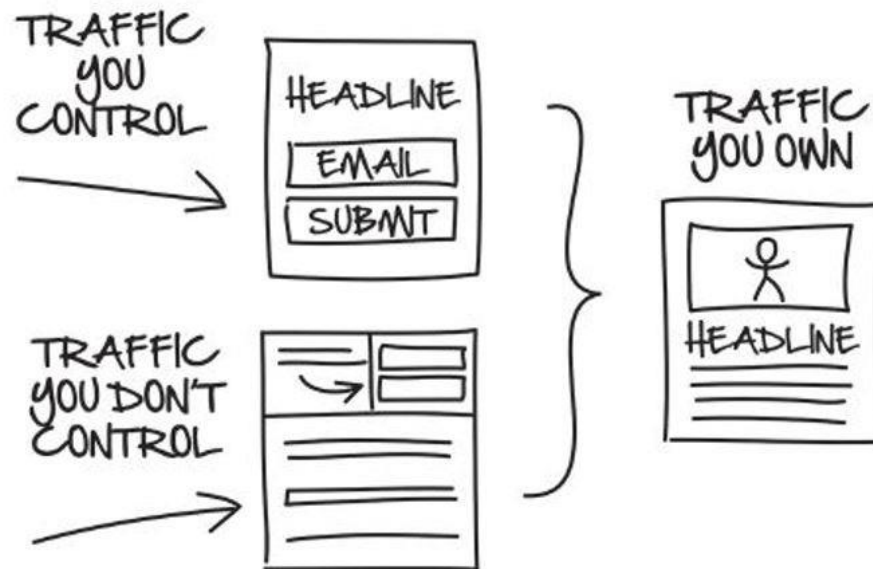 TRAFFIC
YOU
CONTROL
HEADLINE
EMAIL
SUBMIT
TRAFFIC
YOU DON'T
CONTROL
TRAFFIC
YOU OWN
HEADLINE